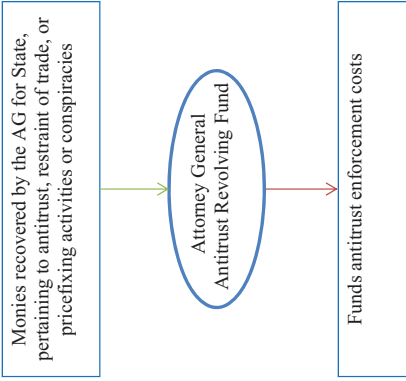 Monies recovered by the AG for State,
pertaining to antitrust, restraint of trade, or
pricefixing activities or conspiracies
Attorney General
Antitrust Revolving Fund
Funds antitrust enforcement costs